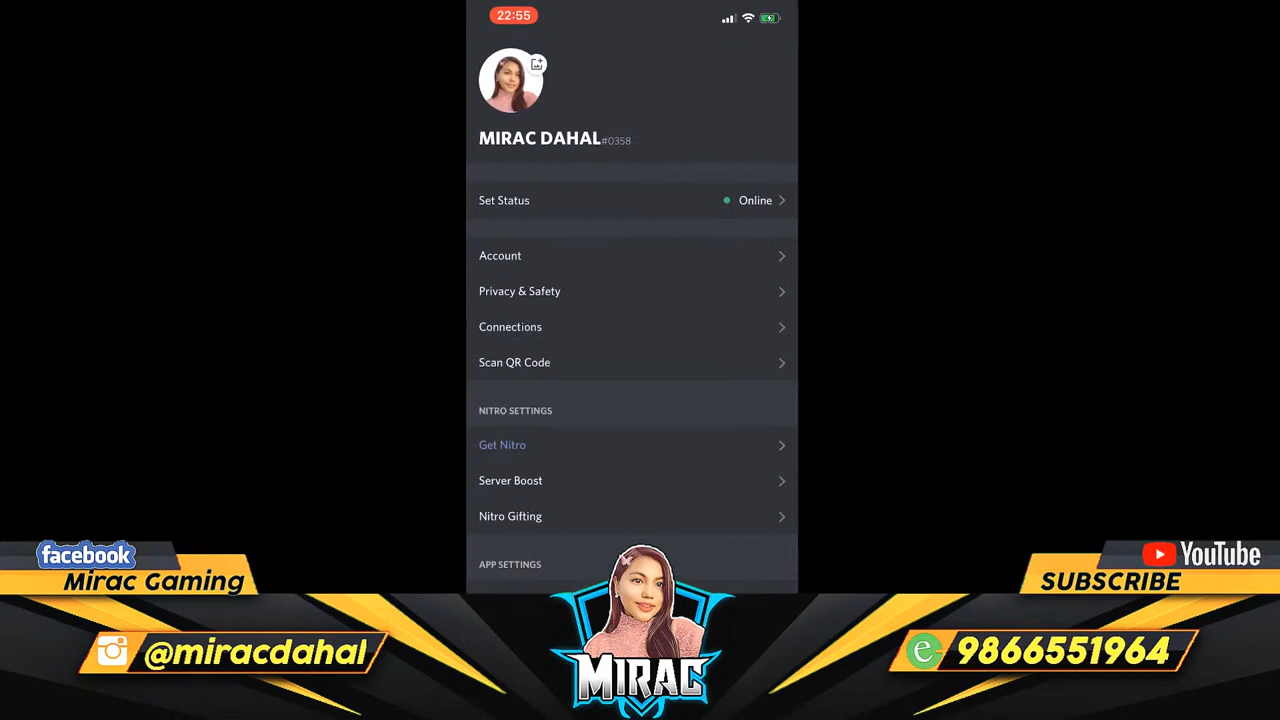 22:55
MIRAC DAHAL#0358
Set Status
Online
Account
Privacy & Safety
Connections
Scan QR Code
NITRO SETTINGS
Get Nitro
Server Boost
Nitro Gifting
APP SETTINGS
facebook
Mirac Gaming
YouTube
SUBSCRIBE
@miracdahal
MIRAC
e
9866551964